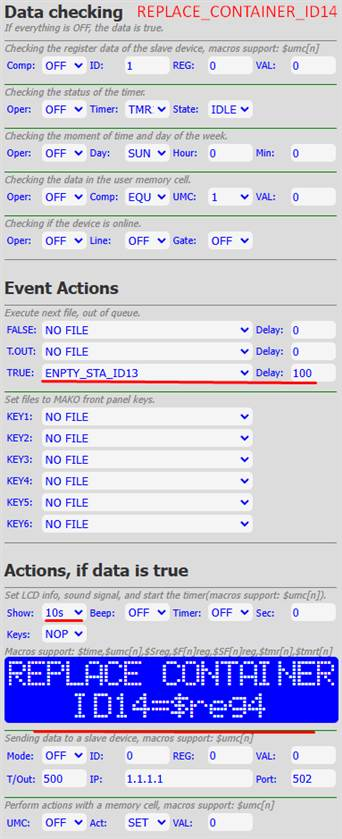 Data checking REPLACE_CONTAINER_ID14
If everything is OFF, the data is true.
Checking the register data of the slave device, macros support: $umc[n]
Comp: OFF ID: 1 REG: 0 VAL: 0
Checking the status of the timer.
Oper: OFF Timer: TMR State: IDLE
Checking the moment of time and day of the week.
Oper: OFF Day: SUN Hour: 0 Min: 0
Checking the data in the user memory cell.
Oper: OFF Comp: EQU UMC: 1 VAL: 0
Checking if the device is online.
Oper: OFF Line: OFF Gate: OFF
Event Actions
Execute next file, out of queue.
FALSE: NO FILE Delay: 0
T.OUT: NO FILE Delay: 0
TRUE: ENPTY_STA_ID13 Delay: 100
Set files to MAKO front panel keys.
KEY1: NO FILE
KEY2: NO FILE
KEY3: NO FILE
KEY4: NO FILE
KEY5: NO FILE
KEY6: NO FILE
Actions, if data is true
Set LCD info, sound signal, and start the timer(macros support: $umc[n]).
Show: 10s Beep: OFF Timer: OFF Sec: 0
Keys: NOP
Macros support: $time,$umc[n],$Sreg,$F[n]reg,$SF[n]reg,$tmr[n],$tmrt[n]
REPLACE CONTAINER
ID14=$reg4
Sending data to a slave device, macros support: $umc[n]
Mode: OFF ID: 0 REG: 0 VAL: 0
T/Out: 500 IP: 1.1.1.1 Port: 502
Perform actions with a memory cell, macros support: $umc[n]
UMC: OFF Act: SET VAL: 0